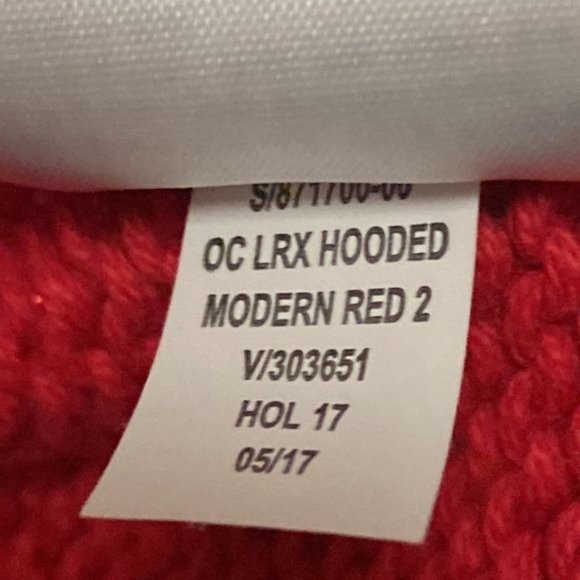 S/871700-00
OC LRX HOODED
MODERN RED 2
V/303651
HOL 17
05/17